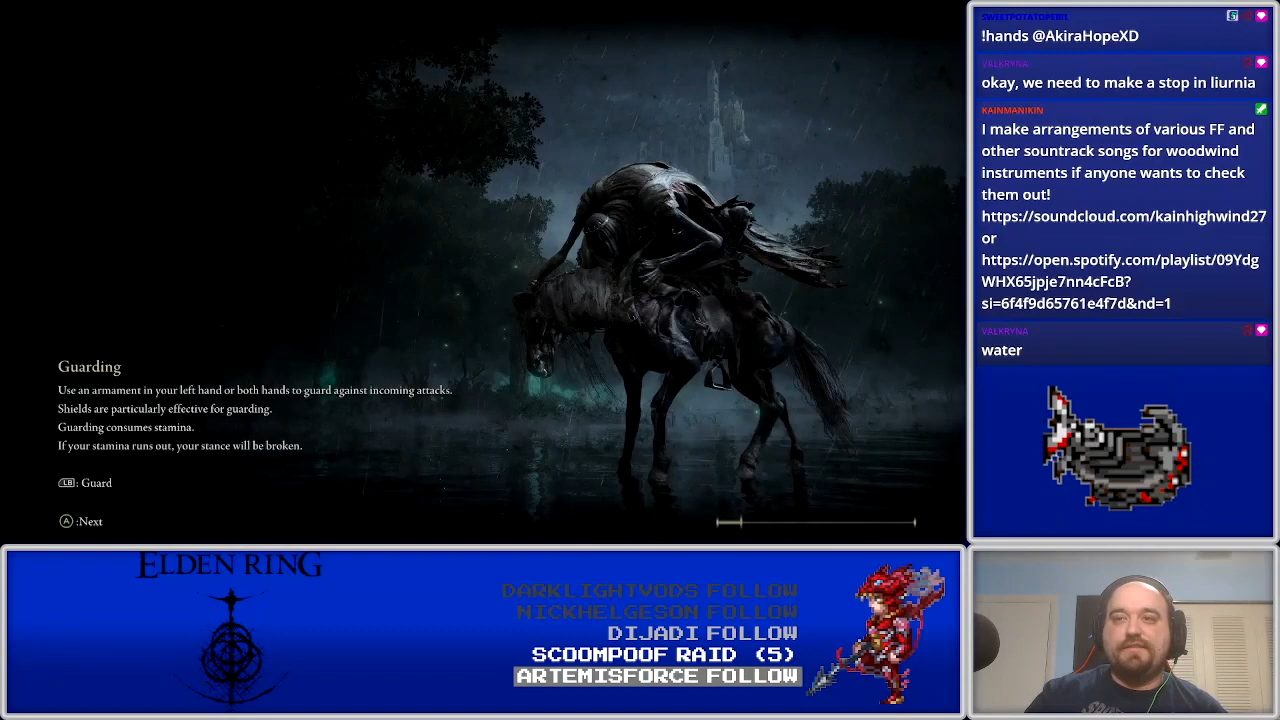 Guarding
Use an armament in your left hand or both hands to guard against incoming attacks.
Shields are particularly effective for guarding.
Guarding consumes stamina.
If your stamina runs out, your stance will be broken.
LB: Guard
A:Next
SWEETPOTATOPERIL
!hands @AkiraHopeXD
VALKRYNA
okay, we need to make a stop in liurnia
KAINMANIKIN
I make arrangements of various FF and
other sountrack songs for woodwind
instruments if anyone wants to check
them out!
https://soundcloud.com/kainhighwind27
or
https://open.spotify.com/playlist/09Ydg
WHX65jpje7nn4cFcB?
si=6f4f9d65761e4f7d&nd=1
VALKRYNA
water
ELDEN RING
DARKLIGHTVODS FOLLOW
NICKHELGESON FOLLOW
DIJADI FOLLOW
SCOOMPOOF RAID (5)
ARTEMISFORCE FOLLOW